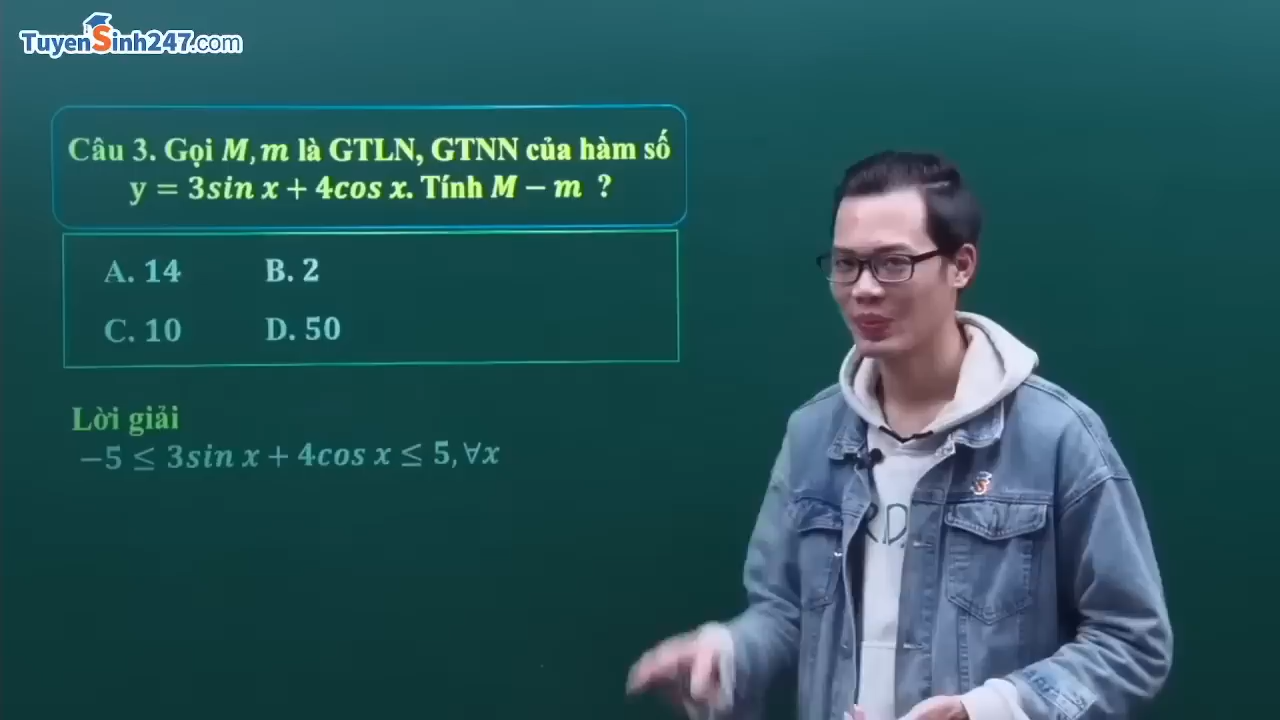 TuyenSinh247.com
Câu 3. Gọi M, m là GTLN, GTNN của hàm số
y = 3sin x + 4cos x. Tính M − m ?
A. 14 B. 2
C. 10 D. 50
Lời giải
−5 ≤ 3sin x + 4cos x ≤ 5, ∀x